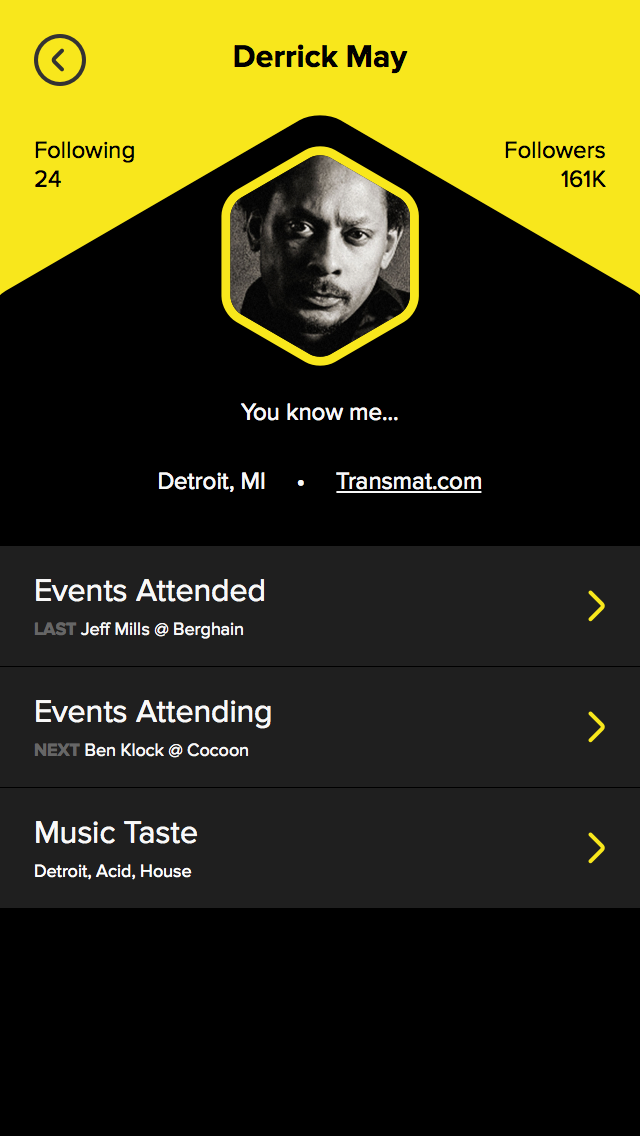 Derrick May
Following
24
Followers
161K
You know me...
Detroit, MI • Transmat.com
Events Attended
LAST Jeff Mills @ Berghain
Events Attending
NEXT Ben Klock @ Cocoon
Music Taste
Detroit, Acid, House